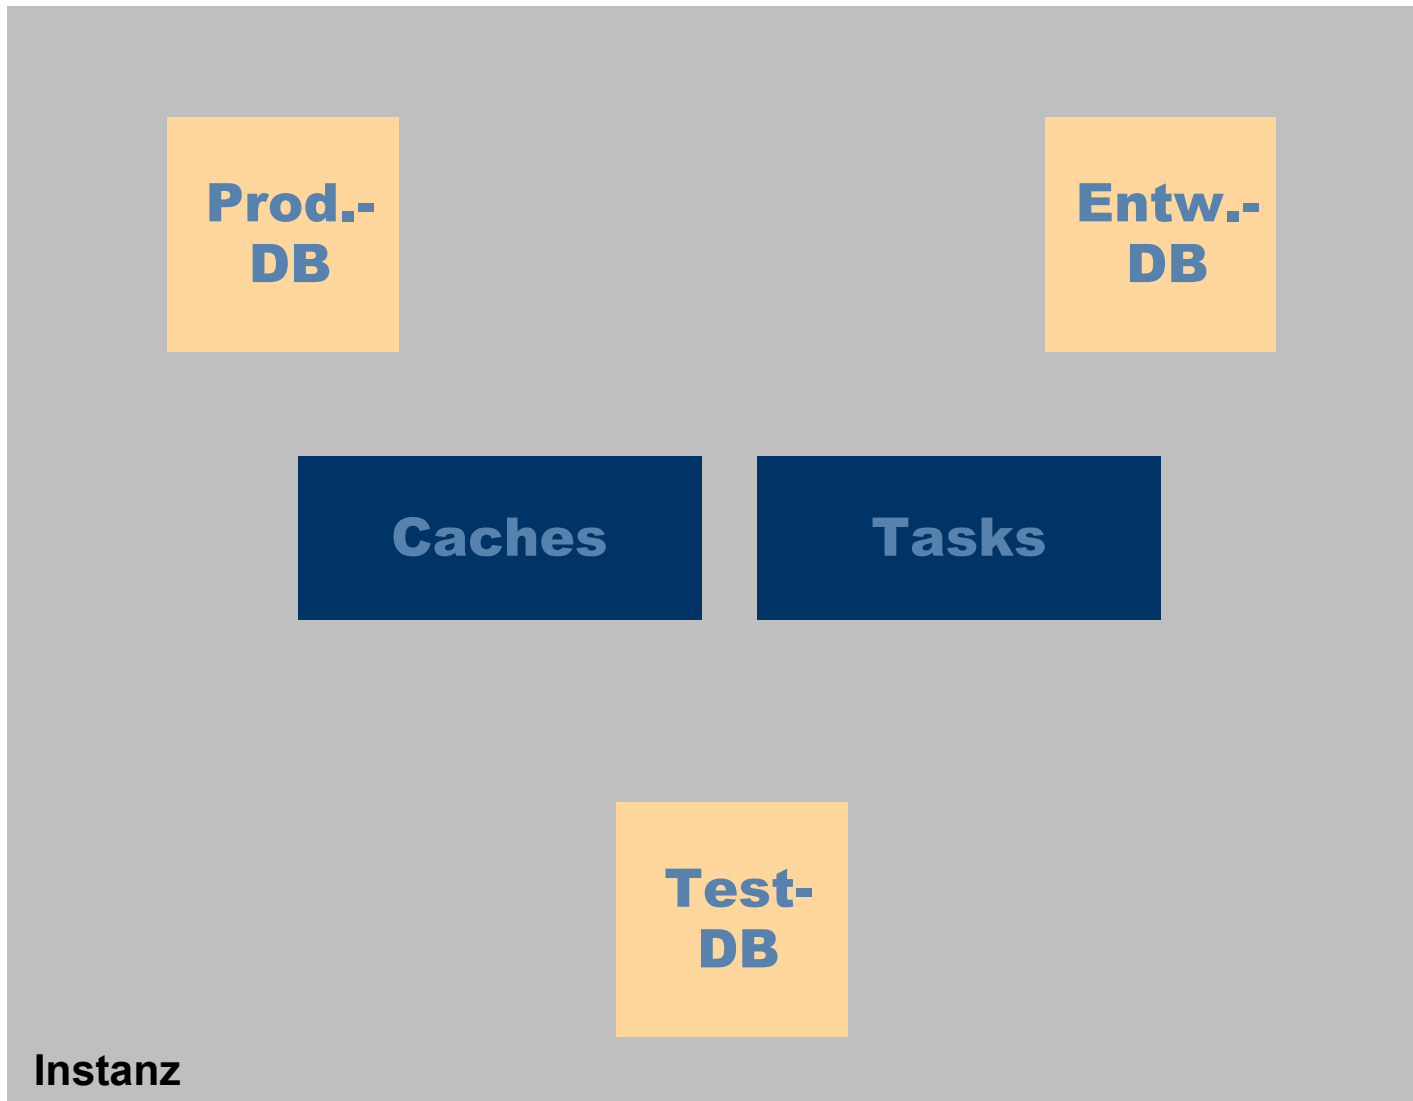 Prod.-
DB
Entw.-
DB
Caches
Tasks
Test-
DB
Instanz